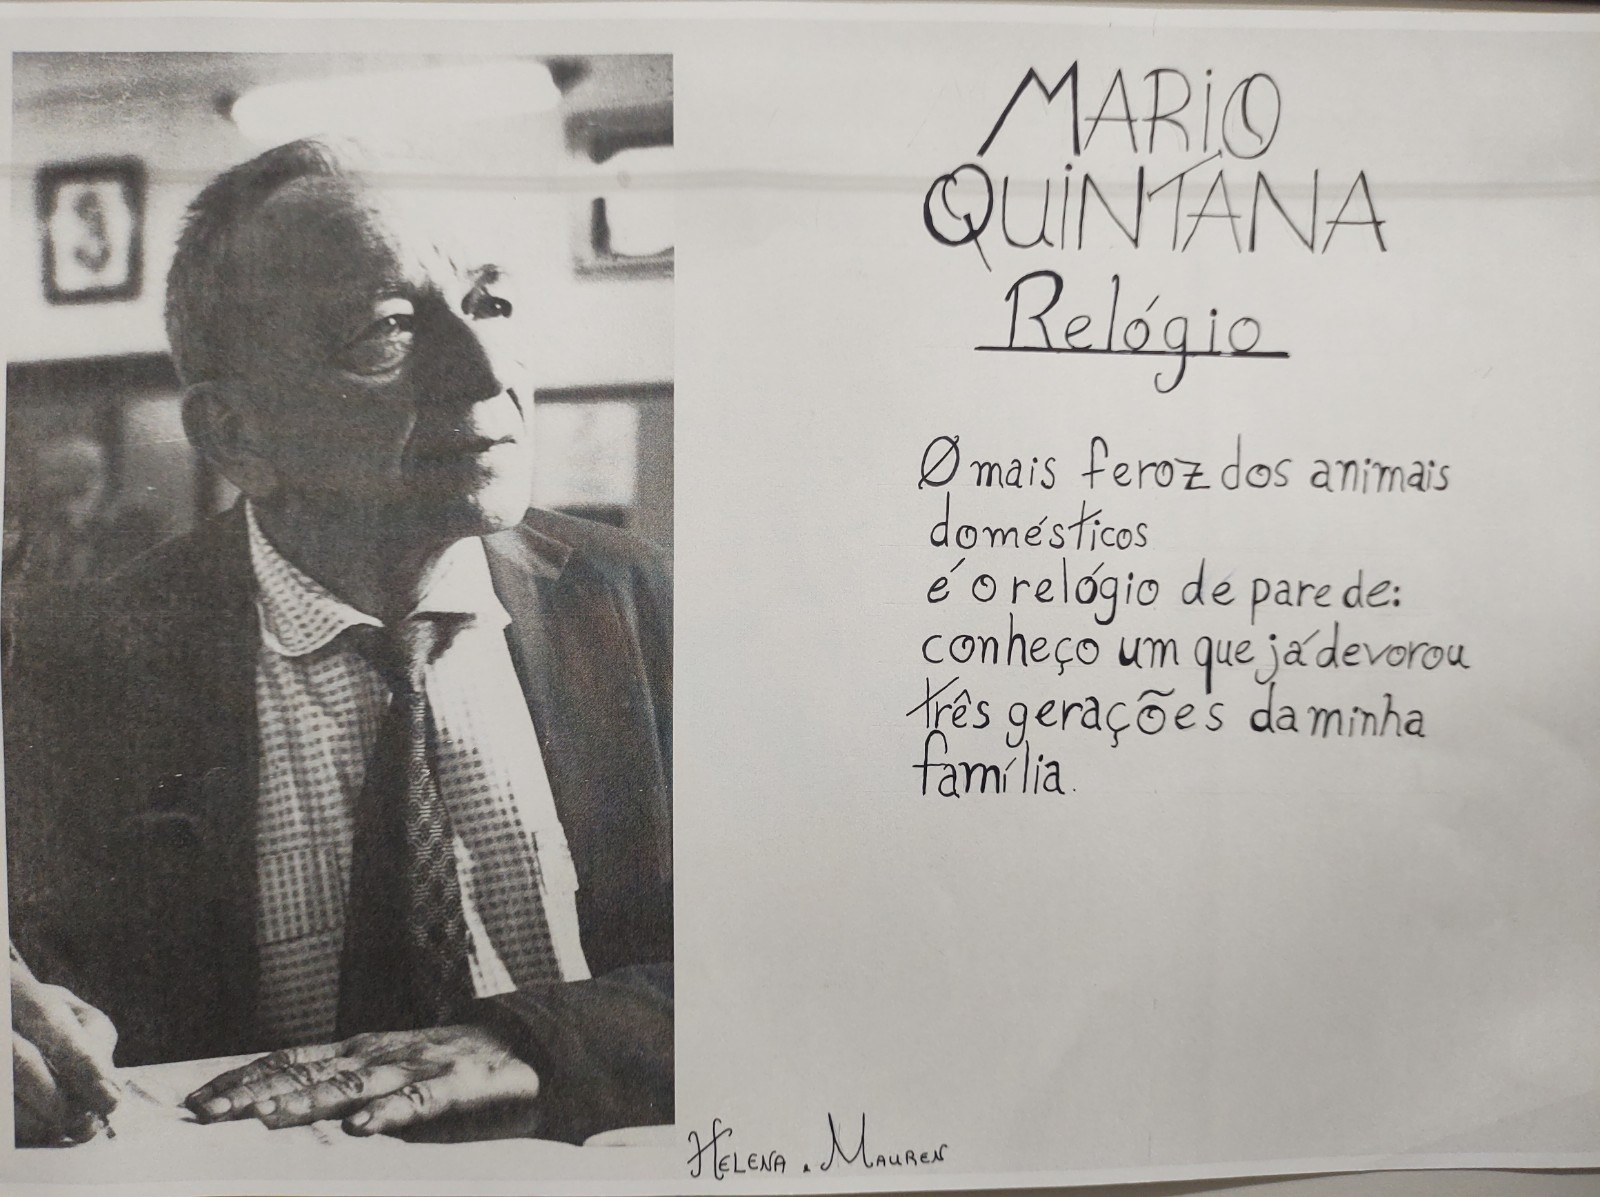 MARIO
QUINTANA
Relógio
O mais feroz dos animais
domésticos
é o relógio de parede:
conheço um que já devorou
três gerações da minha
família.
HELENA . MAUREN